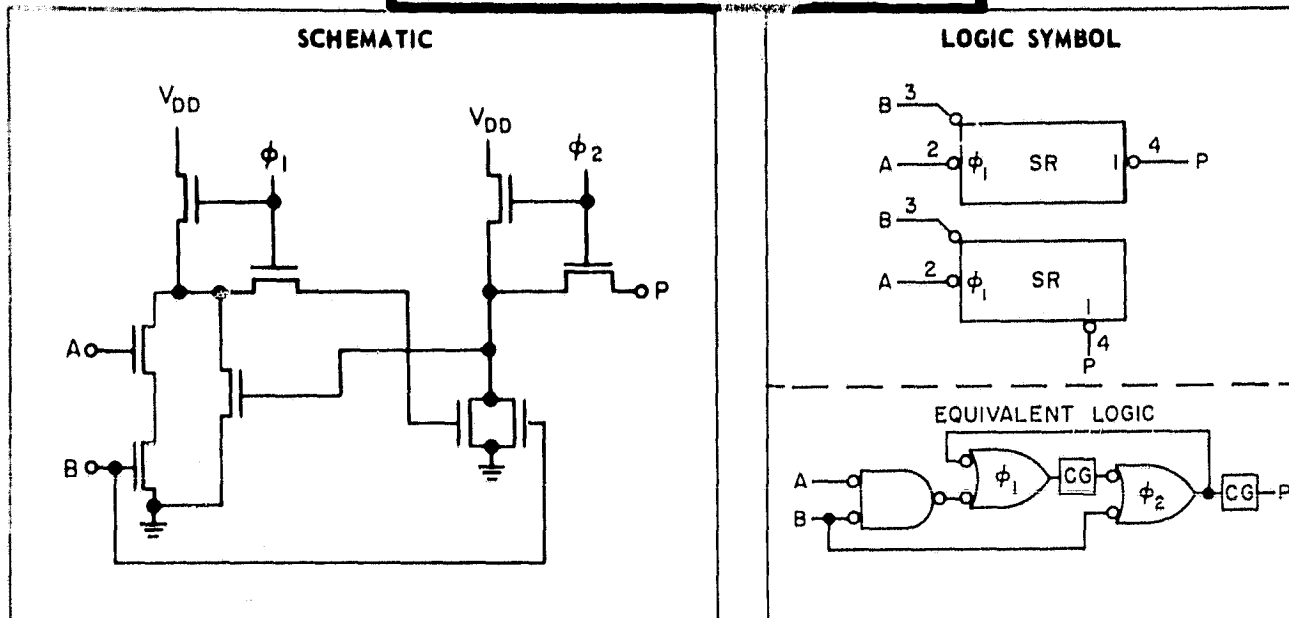 SCHEMATIC
V_DD
ϕ_1
V_DD
ϕ_2
P
A
B
LOGIC SYMBOL
B 3
A 2 ϕ_1 SR 1 4 P
B 3
A 2 ϕ_1 SR
1
4
P
EQUIVALENT LOGIC
A
B
ϕ_1 CG ϕ_2 CG P